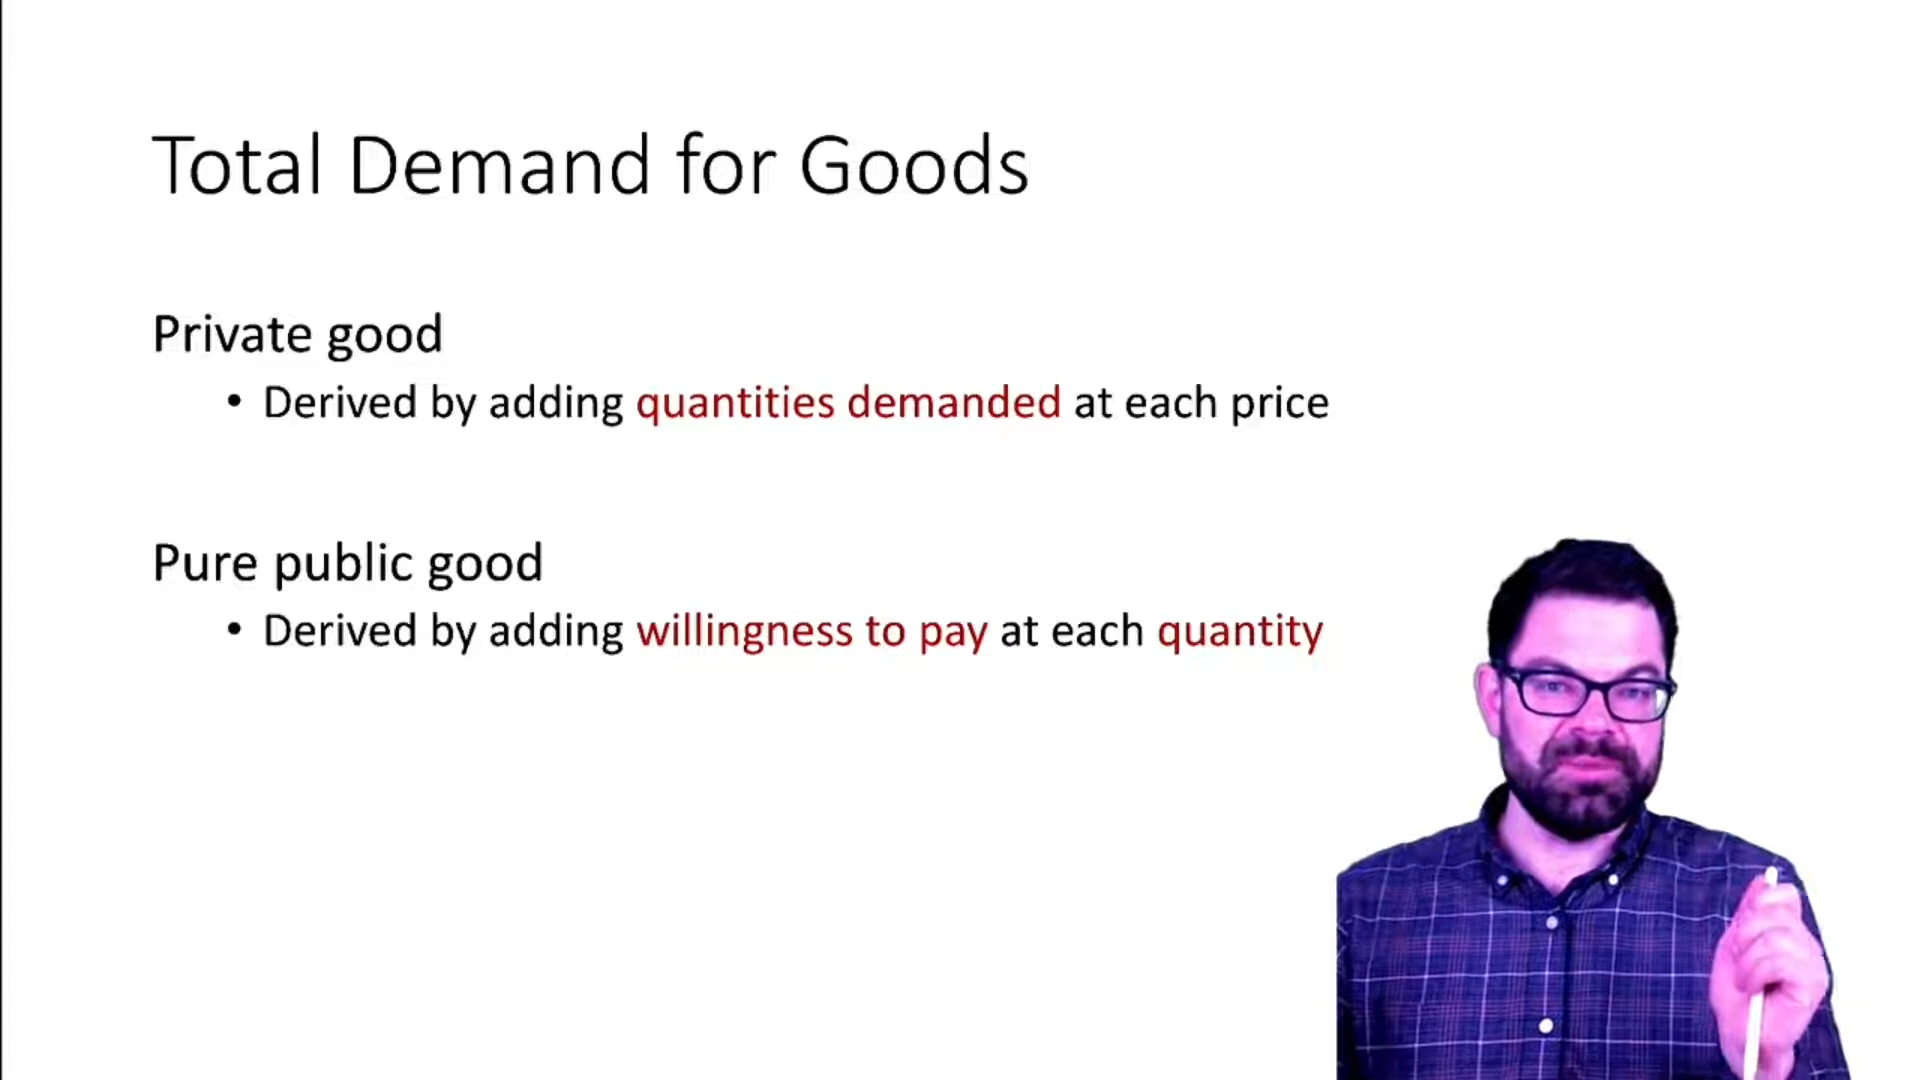 Total Demand for Goods
Private good
• Derived by adding quantities demanded at each price
Pure public good
• Derived by adding willingness to pay at each quantity